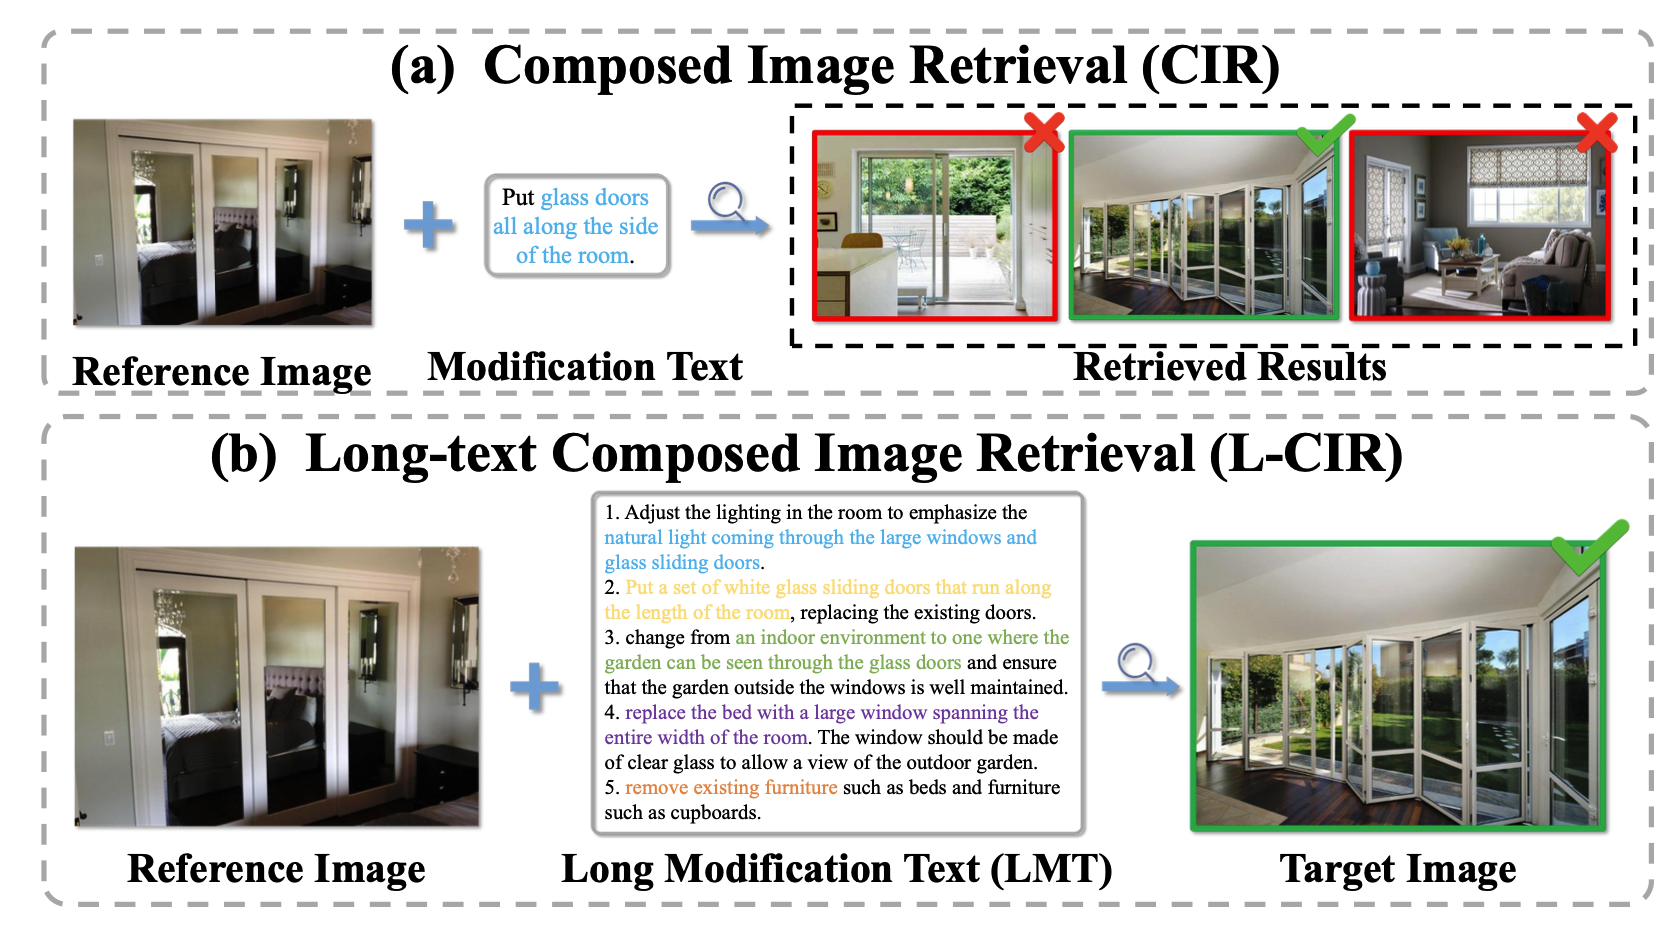 (a) Composed Image Retrieval (CIR)
Put glass doors
all along the side
of the room.
Reference Image
Modification Text
Retrieved Results
(b) Long-text Composed Image Retrieval (L-CIR)
1. Adjust the lighting in the room to emphasize the
natural light coming through the large windows and
glass sliding doors.
2. Put a set of white glass sliding doors that run along
the length of the room, replacing the existing doors.
3. change from an indoor environment to one where the
garden can be seen through the glass doors and ensure
that the garden outside the windows is well maintained.
4. replace the bed with a large window spanning the
entire width of the room. The window should be made
of clear glass to allow a view of the outdoor garden.
5. remove existing furniture such as beds and furniture
such as cupboards.
Reference Image
Long Modification Text (LMT)
Target Image